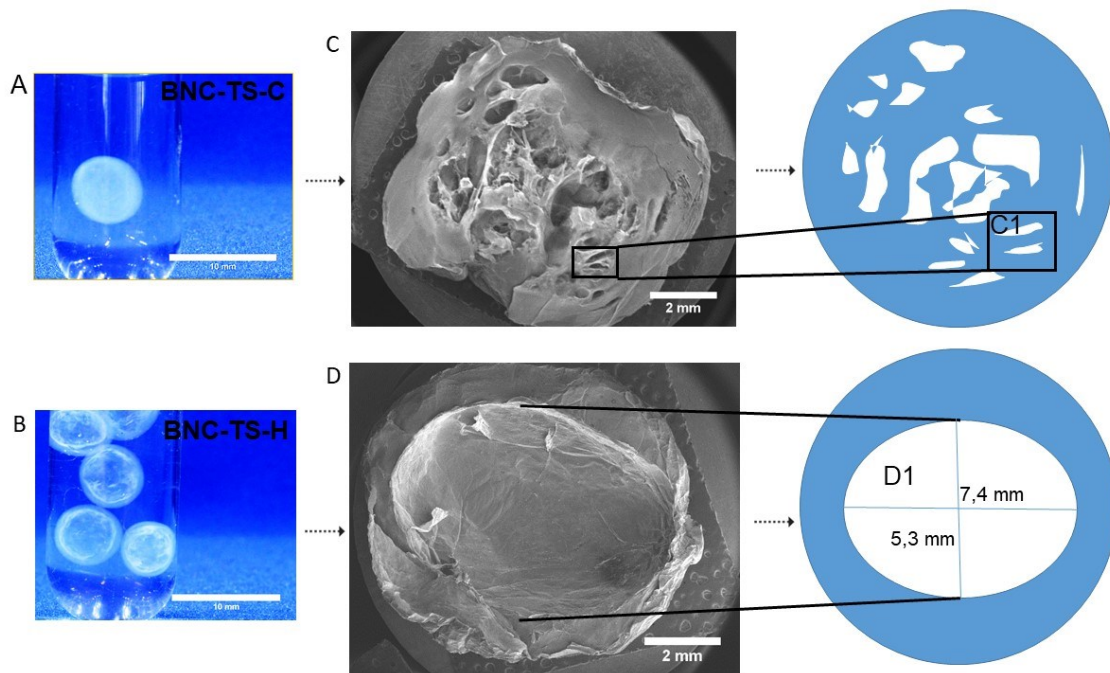 A
BNC-TS-C
10 mm
C
2 mm
C1
B
BNC-TS-H
10 mm
D
2 mm
D1
7,4 mm
5,3 mm